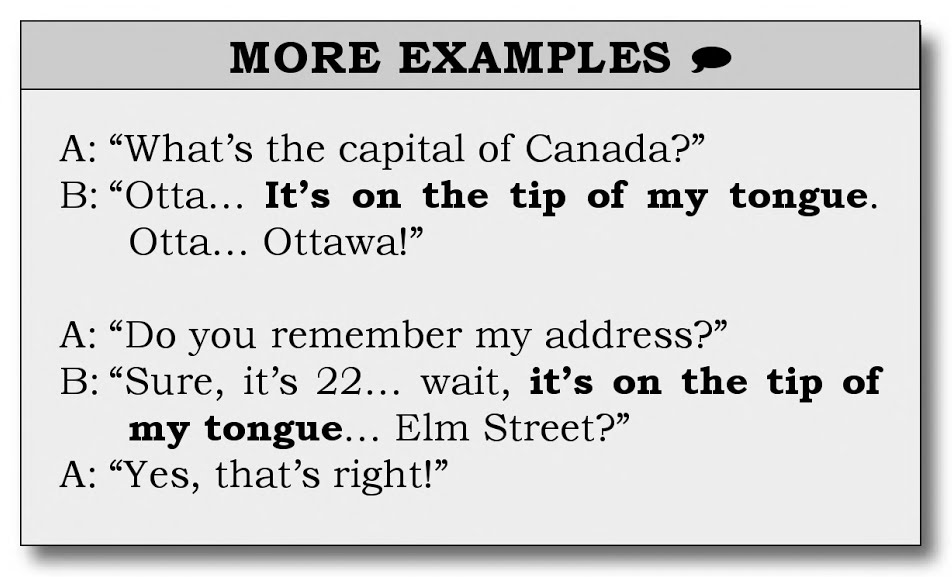 MORE EXAMPLES
A: “What’s the capital of Canada?”
B: “Otta… It’s on the tip of my tongue.
Otta… Ottawa!”
A: “Do you remember my address?”
B: “Sure, it’s 22… wait, it’s on the tip of
my tongue… Elm Street?”
A: “Yes, that’s right!”